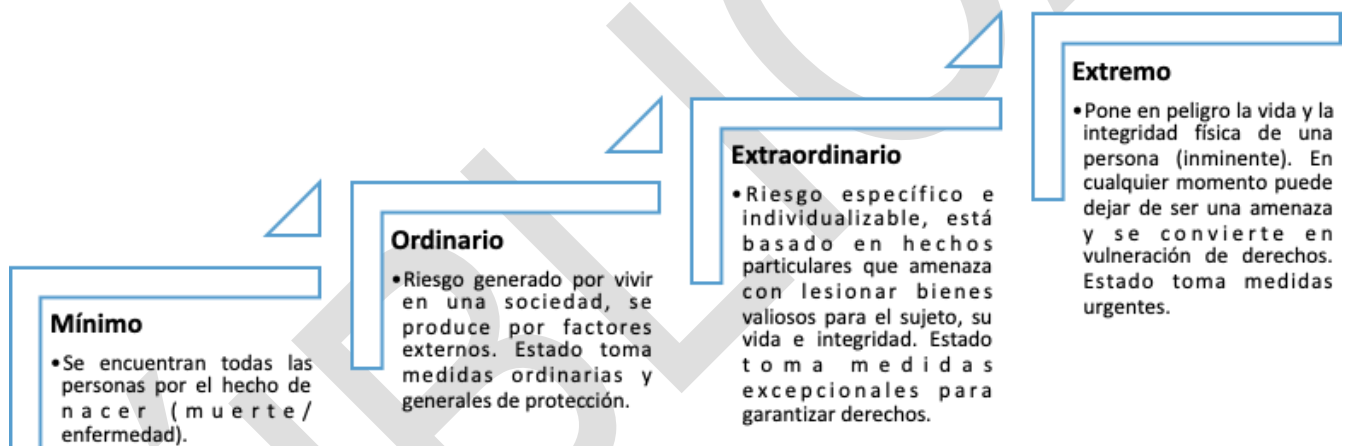 Mínimo
•Se encuentran todas las
personas por el hecho de
nacer (muerte/
enfermedad).
Ordinario
•Riesgo generado por vivir
en una sociedad, se
produce por factores
externos. Estado toma
medidas ordinarias y
generales de protección.
Extraordinario
•Riesgo específico e
individualizable, está
basado en hechos
particulares que amenaza
con lesionar bienes
valiosos para el sujeto, su
vida e integridad. Estado
toma medidas
excepcionales para
garantizar derechos.
Extremo
•Pone en peligro la vida y la
integridad física de una
persona (inminente). En
cualquier momento puede
dejar de ser una amenaza
y se convierte en
vulneración de derechos.
Estado toma medidas
urgentes.